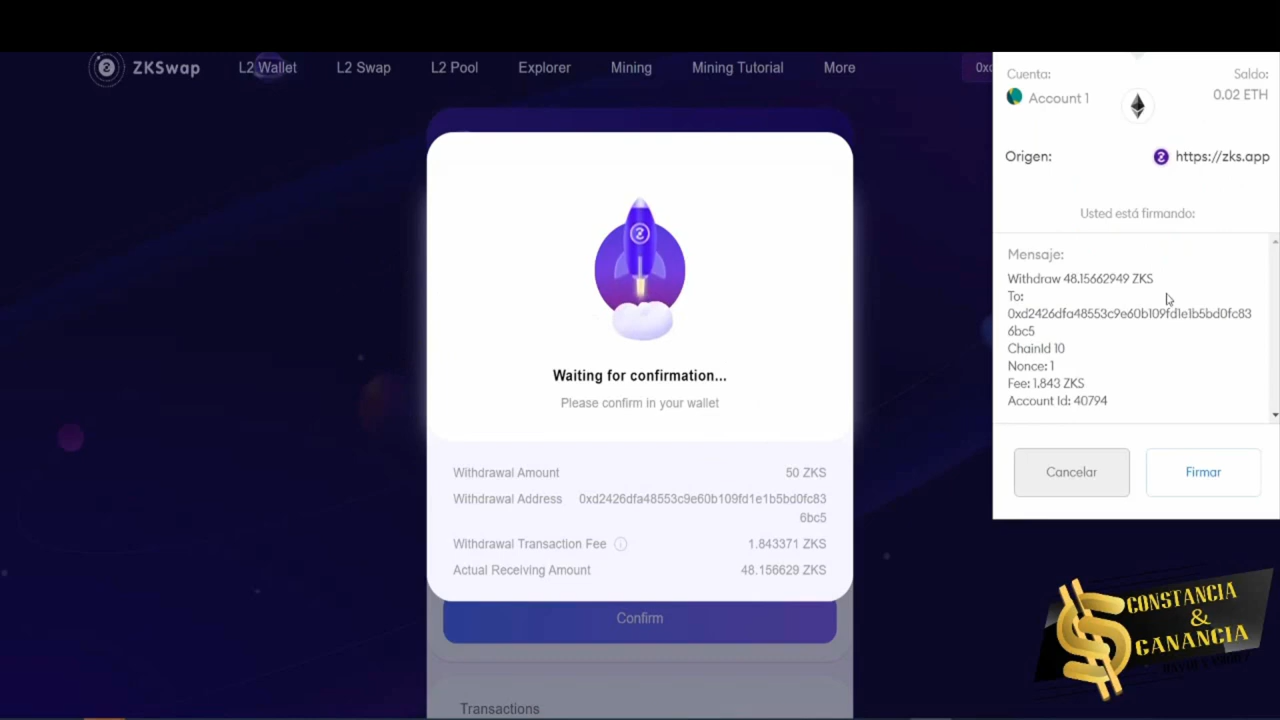 ZKSwap
L2 Wallet
L2 Swap
L2 Pool
Explorer
Mining
Mining Tutorial
More
0xd
Waiting for confirmation...
Please confirm in your wallet
Withdrawal Amount 50 ZKS
Withdrawal Address 0xd2426dfa48553c9e60b109fd1e1b5bd0fc83
6bc5
Withdrawal Transaction Fee 1.843371 ZKS
Actual Receiving Amount 48.156629 ZKS
Confirm
Transactions
Cuenta: Saldo:
Account 1 0.02 ETH
Origen: https://zks.app
Usted está firmando:
Mensaje:
Withdraw 48.15662949 ZKS
To:
0xd2426dfa48553c9e60b109fd1e1b5bd0fc83
6bc5
ChainId 10
Nonce: 1
Fee: 1.843 ZKS
Account Id: 40794
Cancelar Firmar
CONSTANCIA
&
GANANCIA